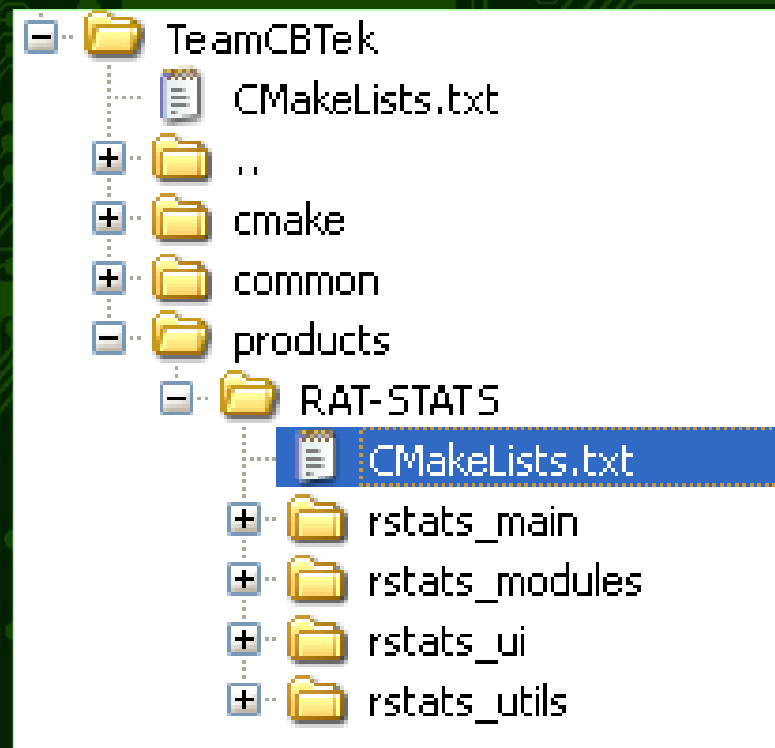 TeamCBTek
CMakeLists.txt
..
cmake
common
products
RAT-STATS
CMakeLists.txt
rstats_main
rstats_modules
rstats_ui
rstats_utils